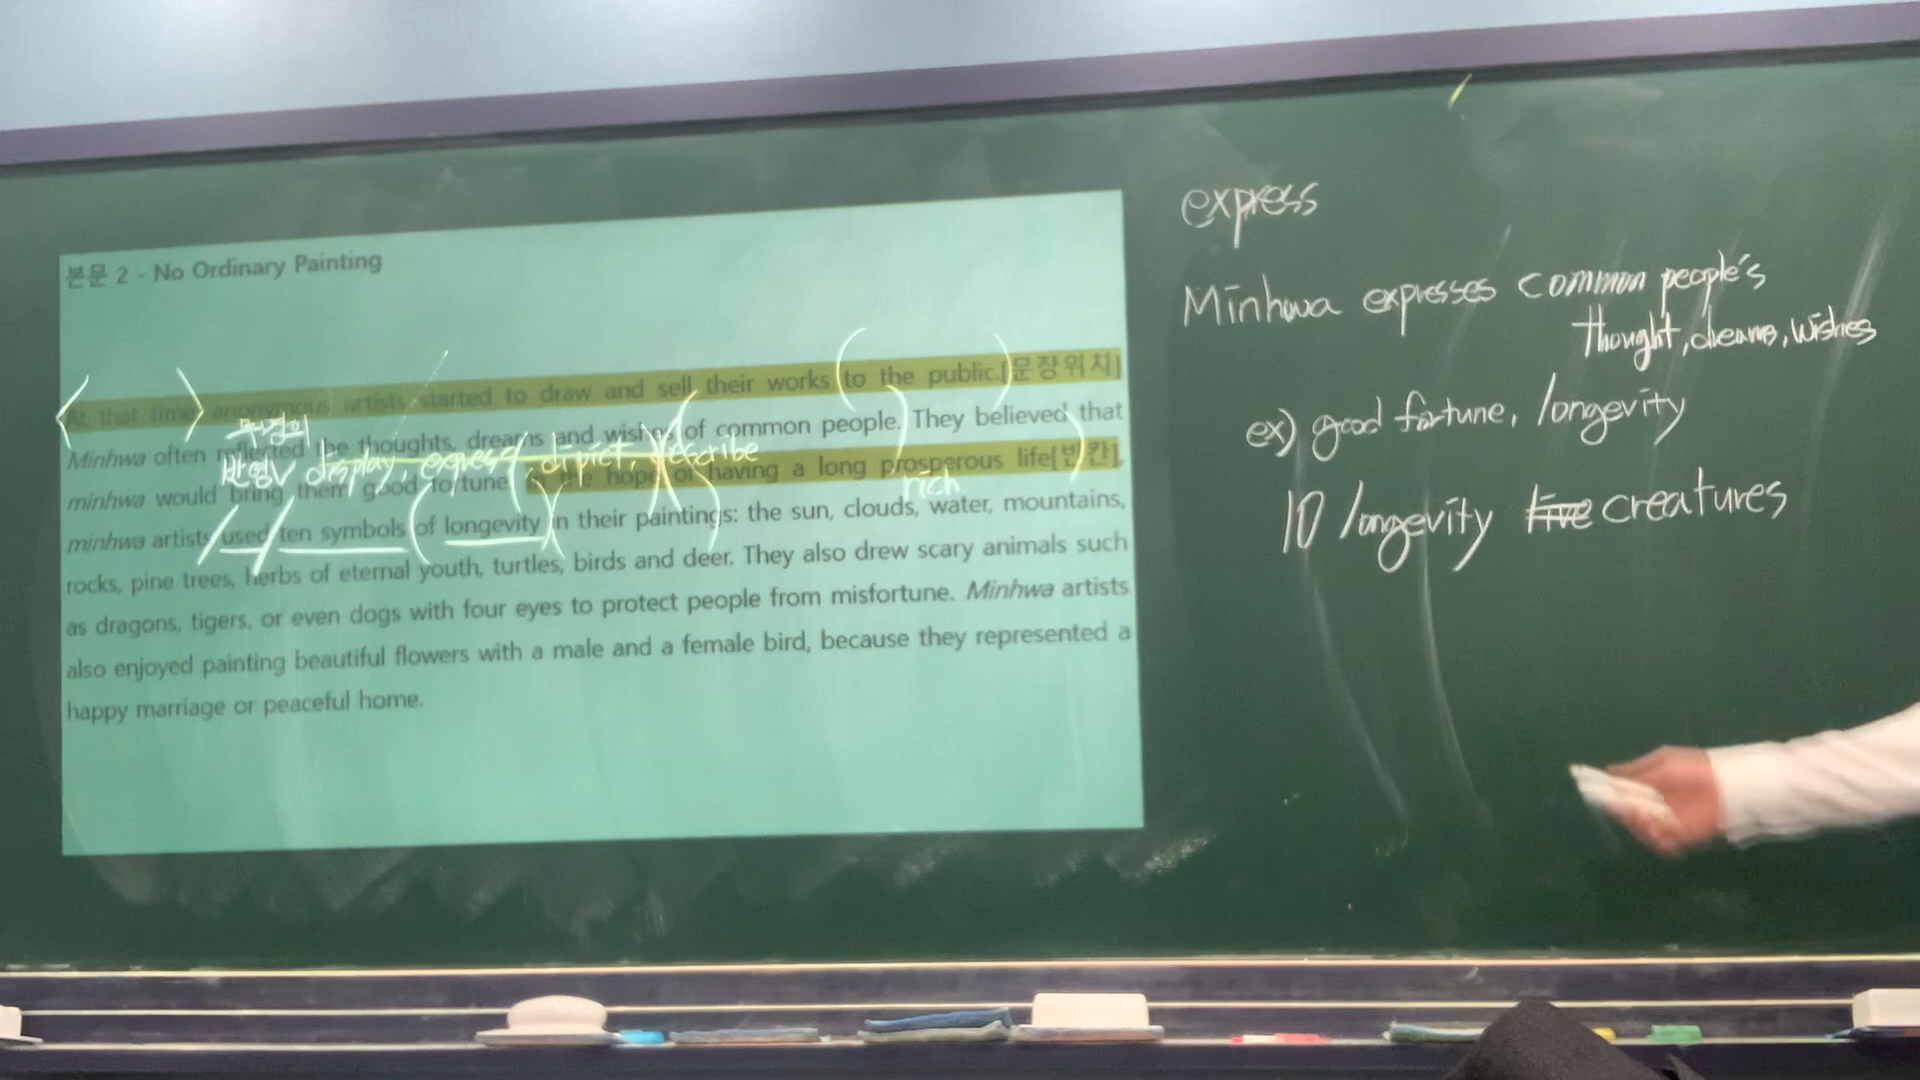 본문 2 - No Ordinary Painting
At that time, anonymous artists started to draw and sell their works to the public.[문장위치]
Minhwa often reflected the thoughts, dreams and wishes of common people. They believed that
display, express, depict, describe
minhwa would bring them good fortune. In the hope of having a long prosperous life[빈칸],
rich
minhwa artists used ten symbols of longevity in their paintings: the sun, clouds, water, mountains,
rocks, pine trees, herbs of eternal youth, turtles, birds and deer. They also drew scary animals such
as dragons, tigers, or even dogs with four eyes to protect people from misfortune. Minhwa artists
also enjoyed painting beautiful flowers with a male and a female bird, because they represented a
happy marriage or peaceful home.
express
Minhwa expresses common people's
thought, dreams, wishes
ex) good fortune, longevity
10 longevity live creatures